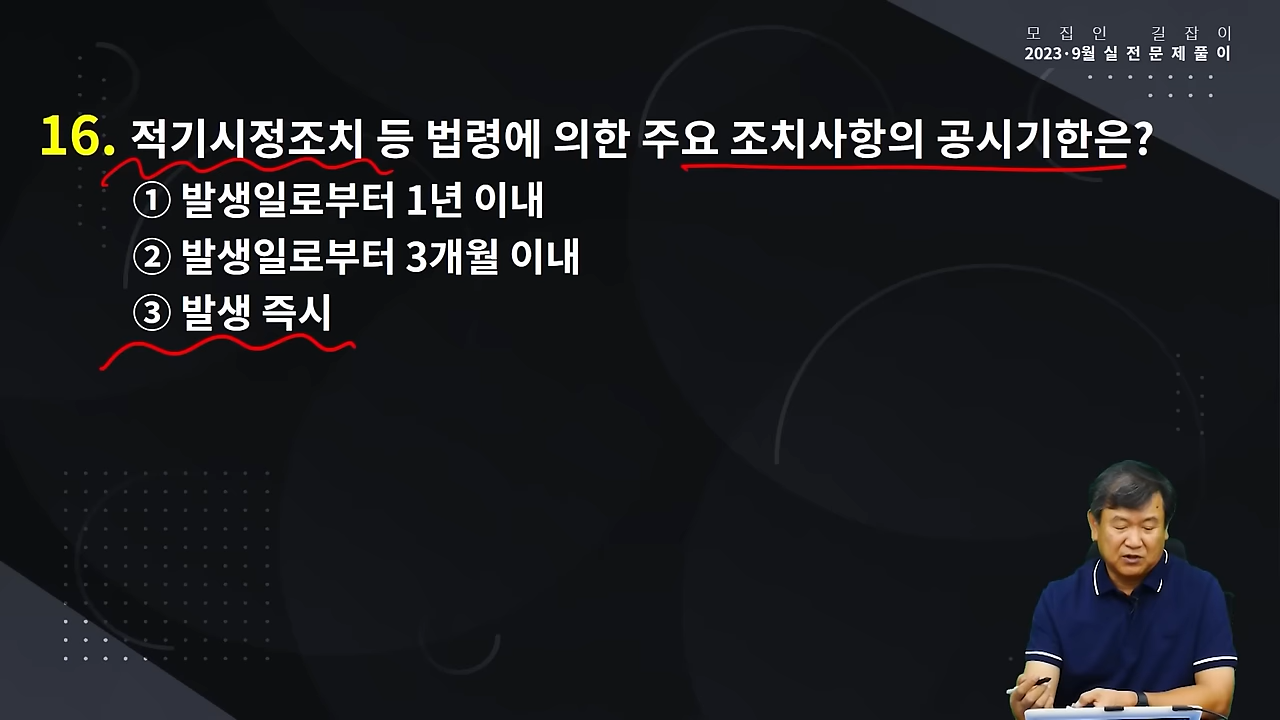 모집인 길잡이
2023·9월 실전문제풀이
16. 적기시정조치 등 법령에 의한 주요 조치사항의 공시기한은?
① 발생일로부터 1년 이내
② 발생일로부터 3개월 이내
③ 발생 즉시